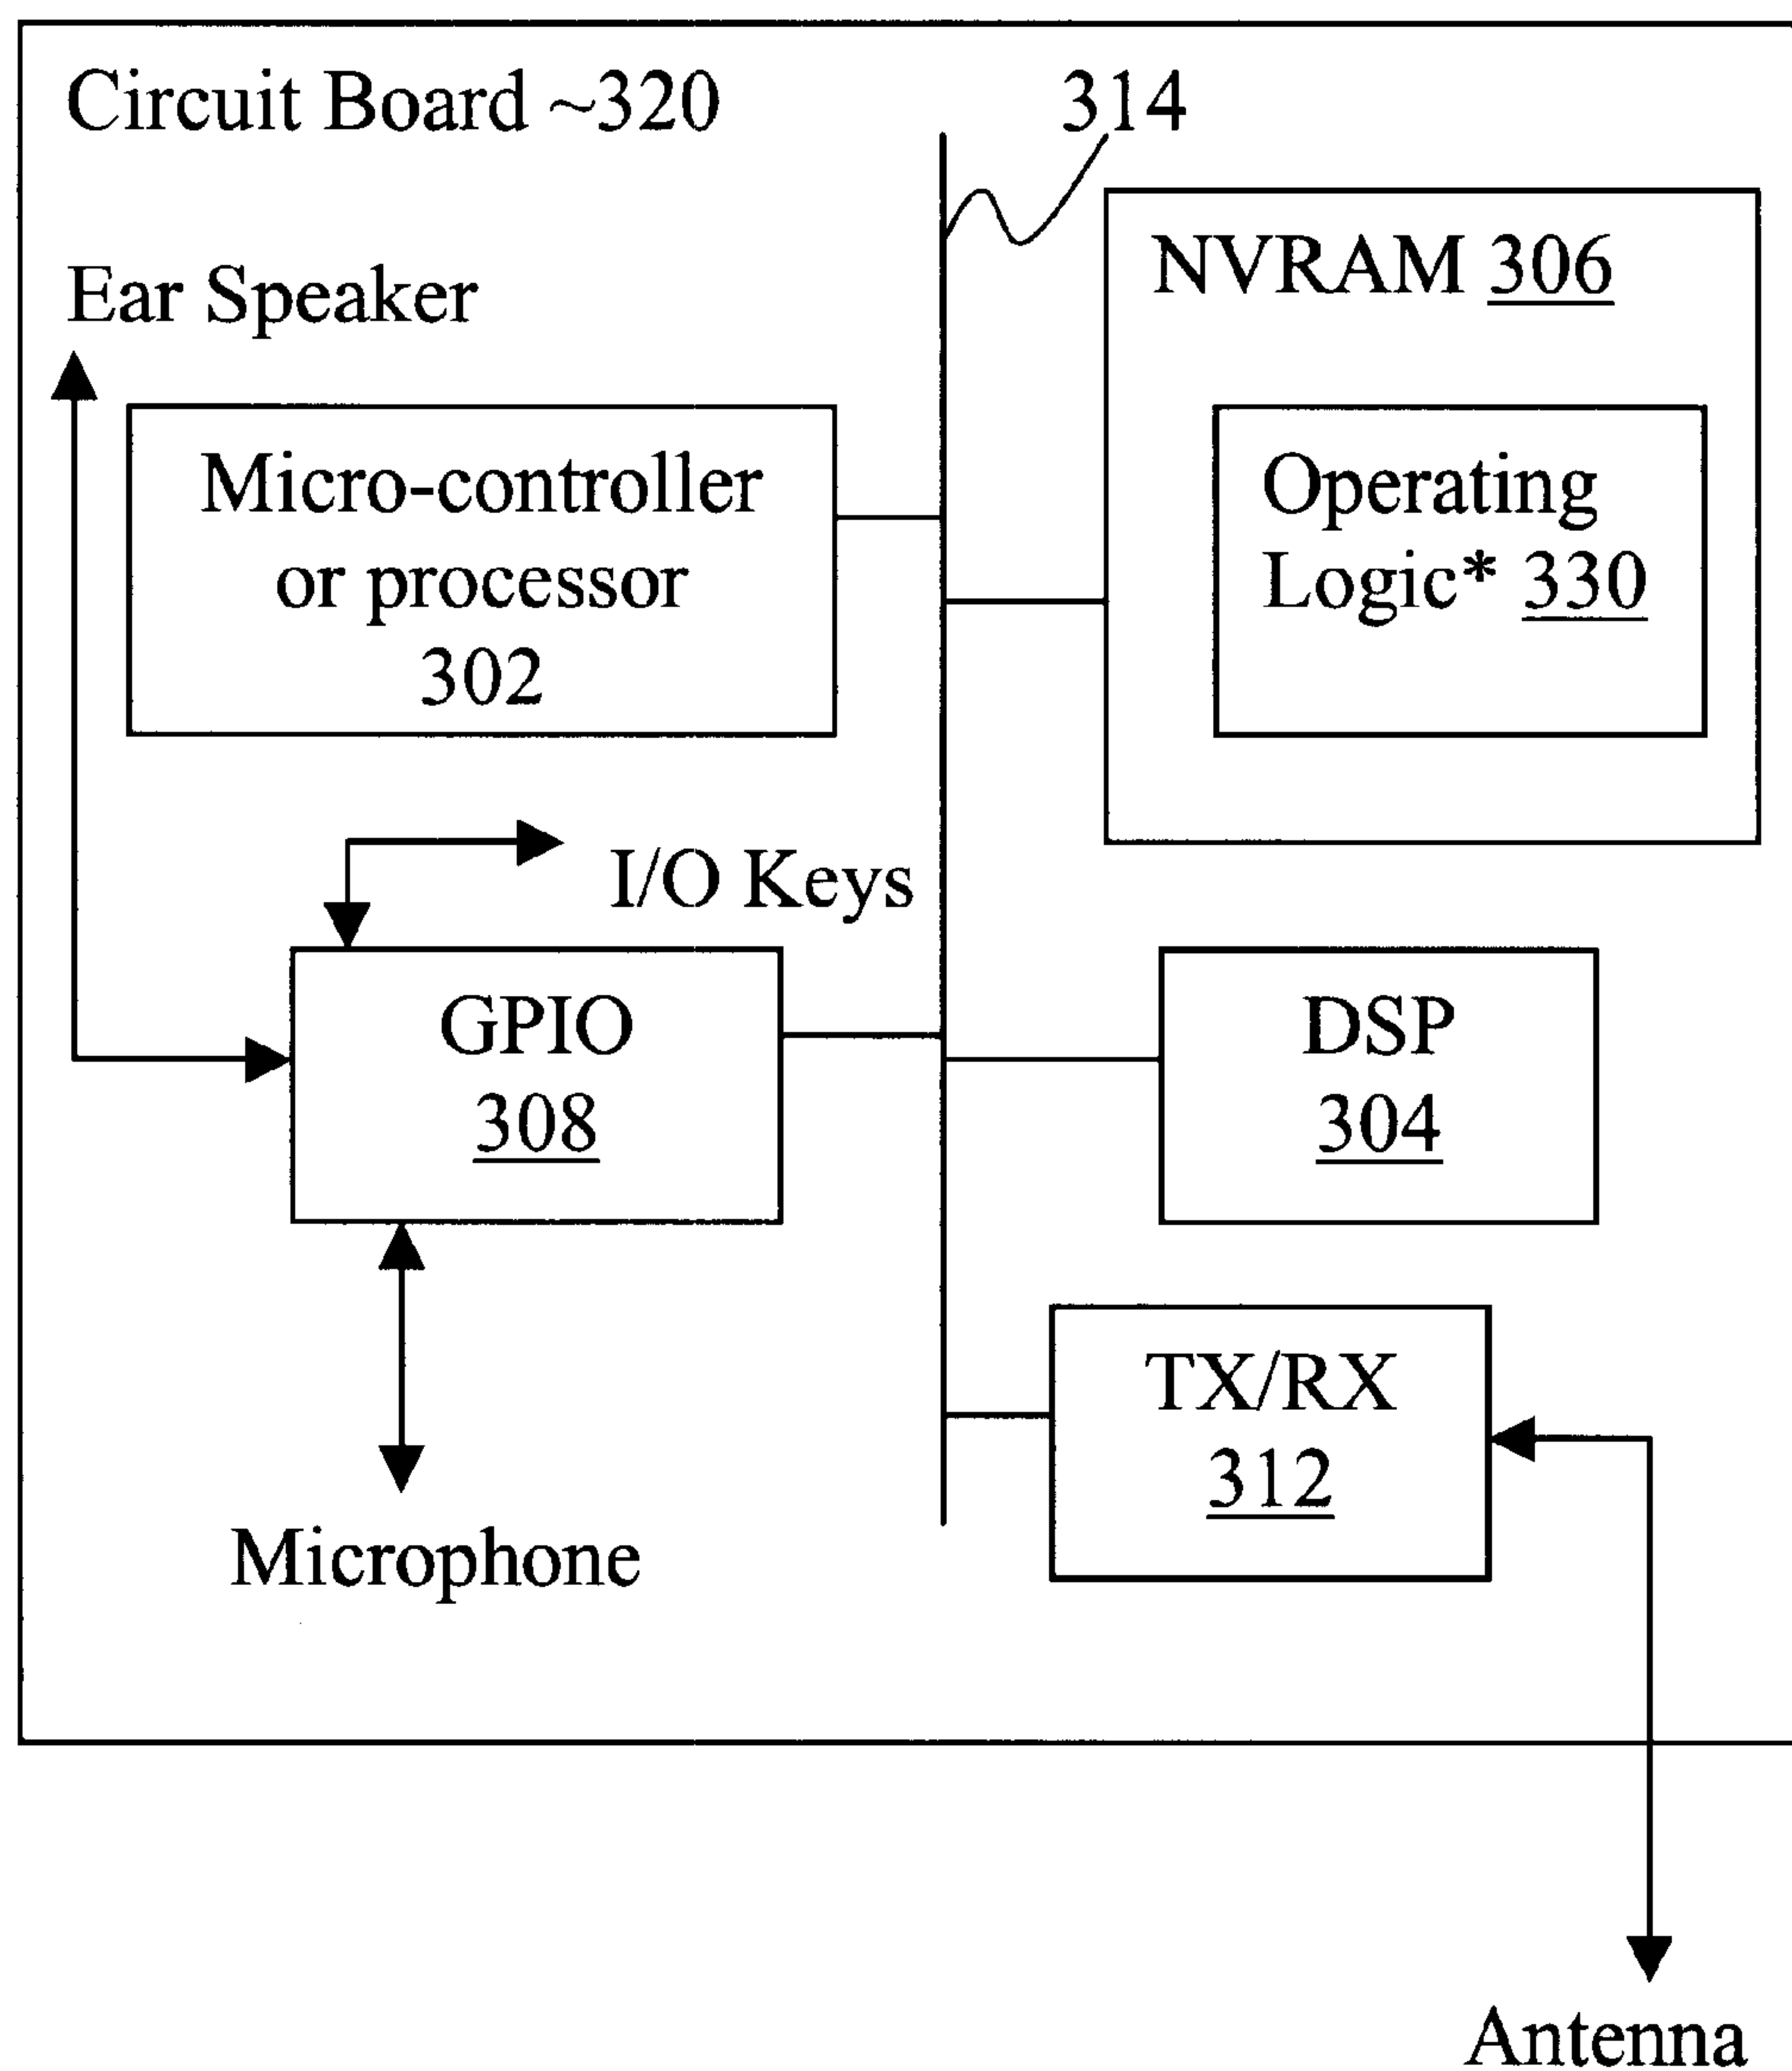 Circuit Board ~320
314
NVRAM 306
Ear Speaker
Micro-controller
or processor
302
Operating
Logic* 330
I/O Keys
GPIO
308
DSP
304
TX/RX
312
Microphone
Antenna